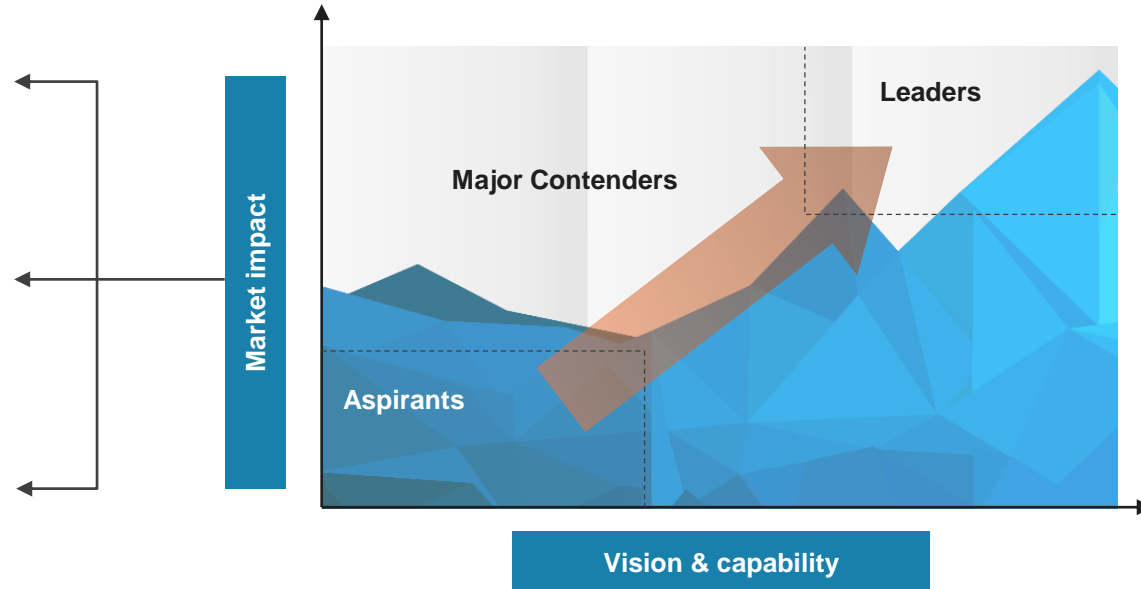 Leaders
Major Contenders
Market impact
Aspirants
Vision & capability